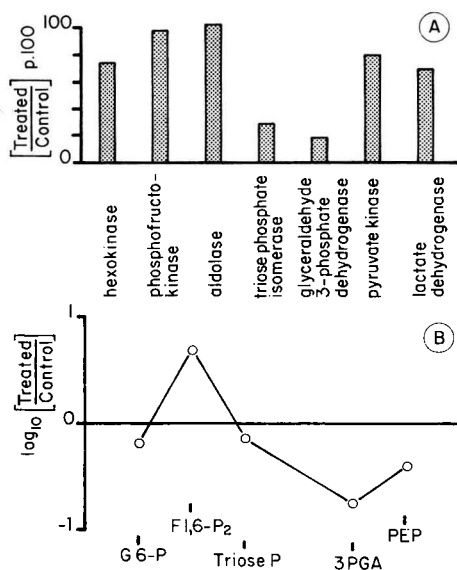 A
[Treated/Control] p.100
100
0
hexokinase
phosphofructo-
kinase
aldolase
triose phosphate
isomerase
glyceraldehyde
3-phosphate
dehydrogenase
pyruvate kinase
lactate
dehydrogenase
B
log10 [Treated/Control]
1
0
-1
G 6-P
F1,6-P2
Triose P
3PGA
PEP